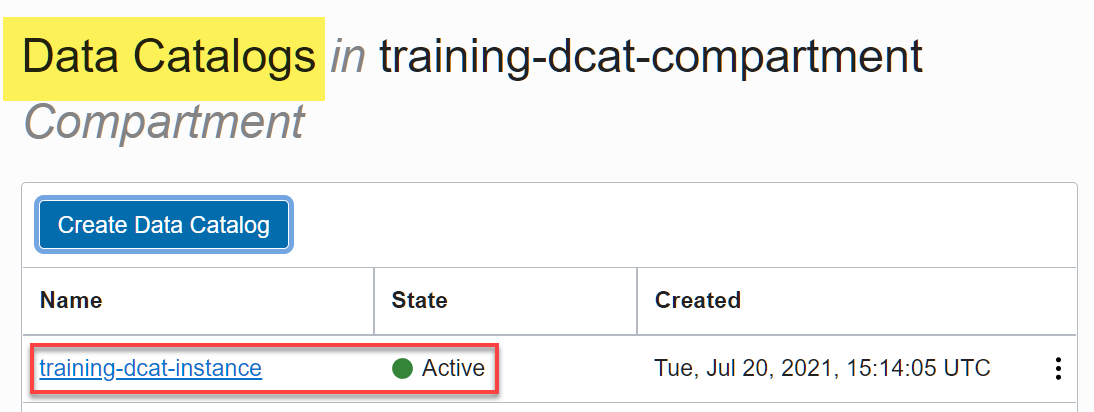 Data Catalogs in training-dcat-compartment
Compartment
Create Data Catalog
Name State Created
training-dcat-instance Active Tue, Jul 20, 2021, 15:14:05 UTC